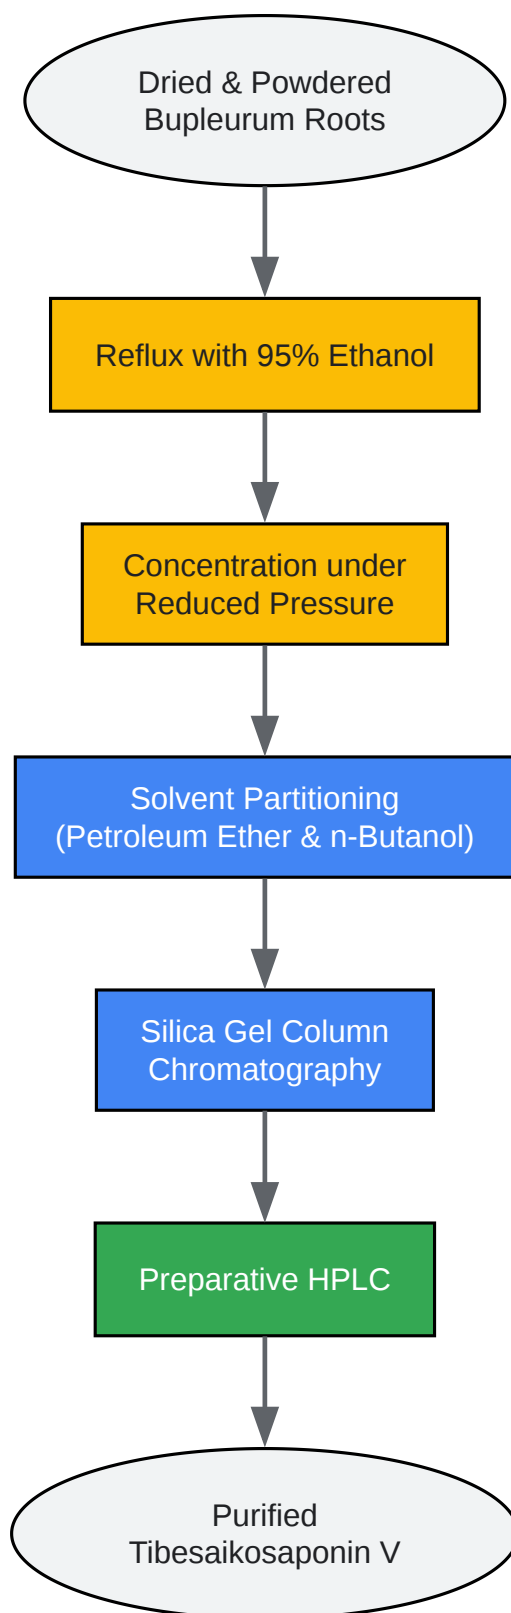 Dried & Powdered
Bupleurum Roots
Reflux with 95% Ethanol
Concentration under
Reduced Pressure
Solvent Partitioning
(Petroleum Ether & n-Butanol)
Silica Gel Column
Chromatography
Preparative HPLC
Purified
Tibesaikosaponin V